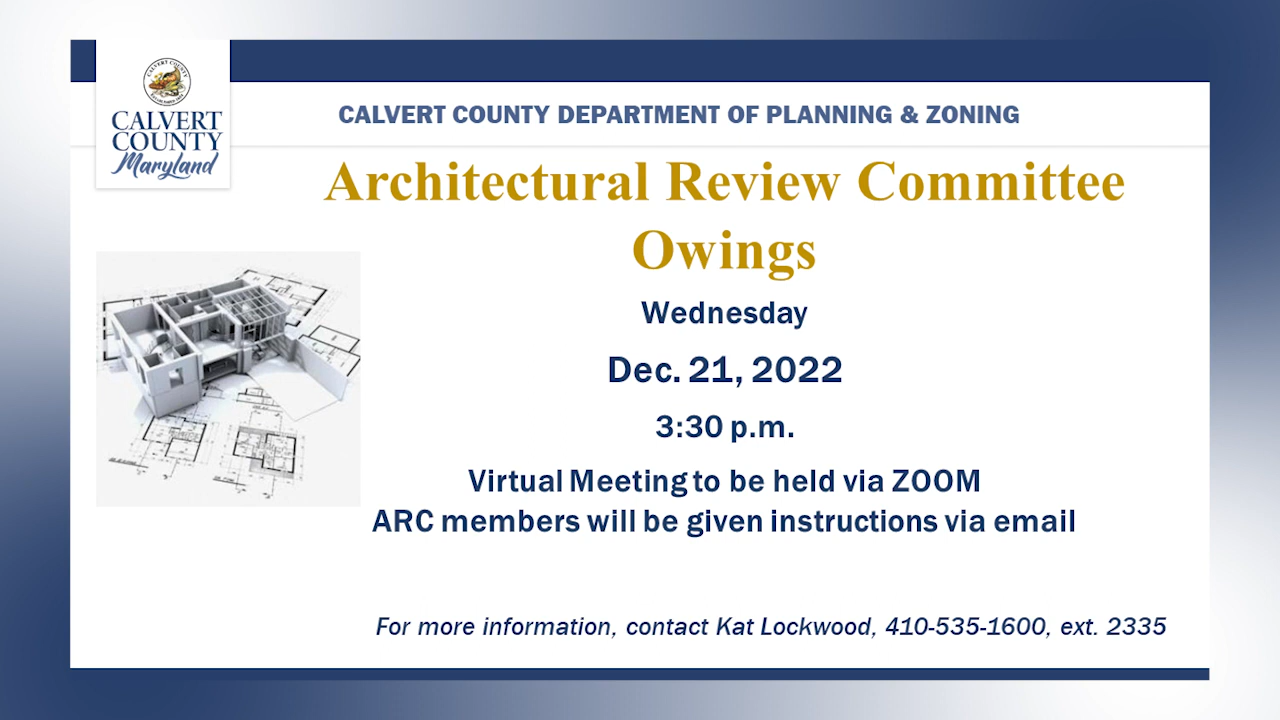 CALVERT COUNTY
CALVERT
COUNTY
Maryland
CALVERT COUNTY DEPARTMENT OF PLANNING & ZONING
Architectural Review Committee
Owings
Wednesday
Dec. 21, 2022
3:30 p.m.
Virtual Meeting to be held via ZOOM
ARC members will be given instructions via email
For more information, contact Kat Lockwood, 410-535-1600, ext. 2335